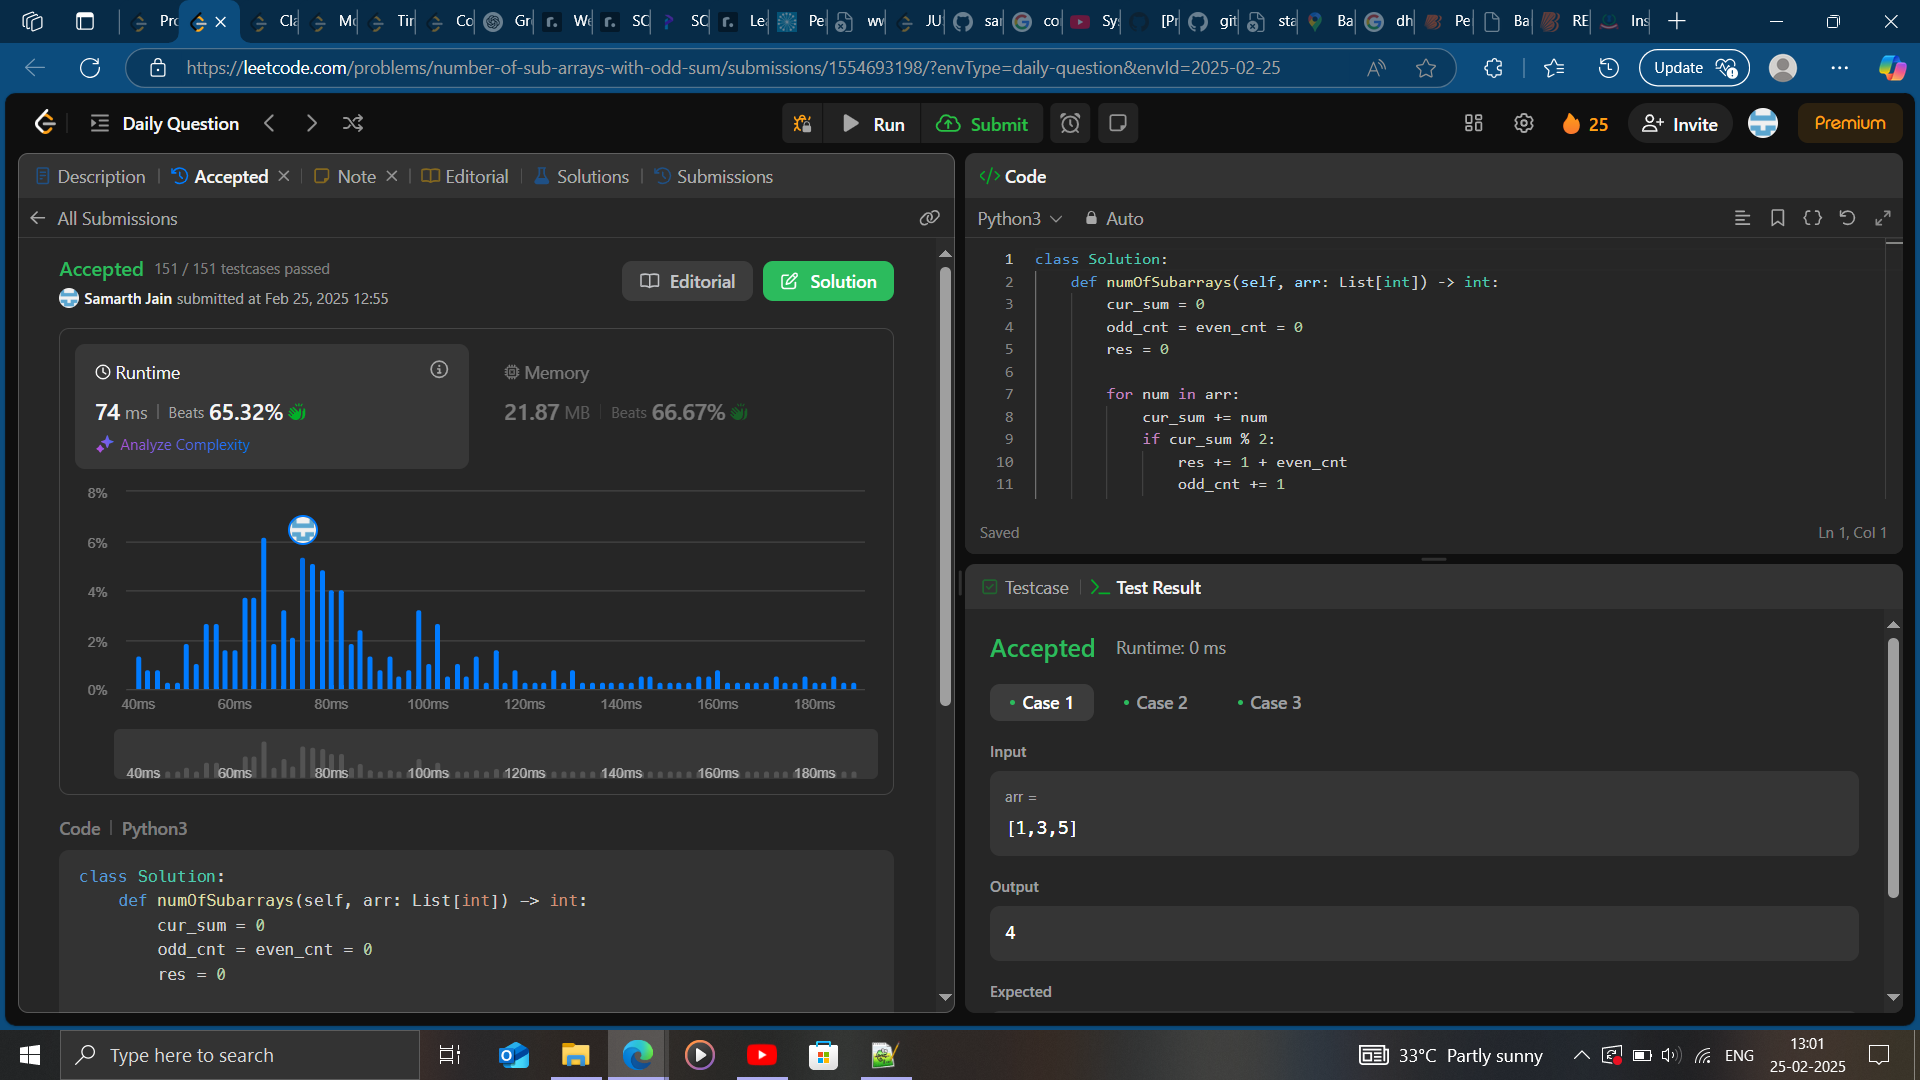 Pro
Cla
Mo
Tir
Co
Gr
We
SC
SC
Lea
Pe
wv
JU
sar
co
Sy
[Pr
git
sta
Ba
dh
Pe
Ba
RE
Ins
https://leetcode.com/problems/number-of-sub-arrays-with-odd-sum/submissions/1554693198/?envType=daily-question&envId=2025-02-25
Update
Daily Question
Run
Submit
25
Invite
Premium
Description
Accepted
Note
Editorial
Solutions
Submissions
All Submissions
Accepted 151 / 151 testcases passed
Samarth Jain submitted at Feb 25, 2025 12:55
Editorial
Solution
Runtime
74 ms Beats 65.32%
Analyze Complexity
Memory
21.87 MB Beats 66.67%
8%
6%
4%
2%
0%
40ms 60ms 80ms 100ms 120ms 140ms 160ms 180ms
40ms 60ms 80ms 100ms 120ms 140ms 160ms 180ms
Code | Python3
class Solution:
def numOfSubarrays(self, arr: List[int]) -> int:
cur_sum = 0
odd_cnt = even_cnt = 0
res = 0
</> Code
Python3
Auto
1 class Solution:
2 def numOfSubarrays(self, arr: List[int]) -> int:
3 cur_sum = 0
4 odd_cnt = even_cnt = 0
5 res = 0
6
7 for num in arr:
8 cur_sum += num
9 if cur_sum % 2:
10 res += 1 + even_cnt
11 odd_cnt += 1
Saved
Ln 1, Col 1
Testcase
Test Result
Accepted Runtime: 0 ms
Case 1
Case 2
Case 3
Input
arr =
[1,3,5]
Output
4
Expected
Type here to search
33°C Partly sunny
ENG
13:01
25-02-2025